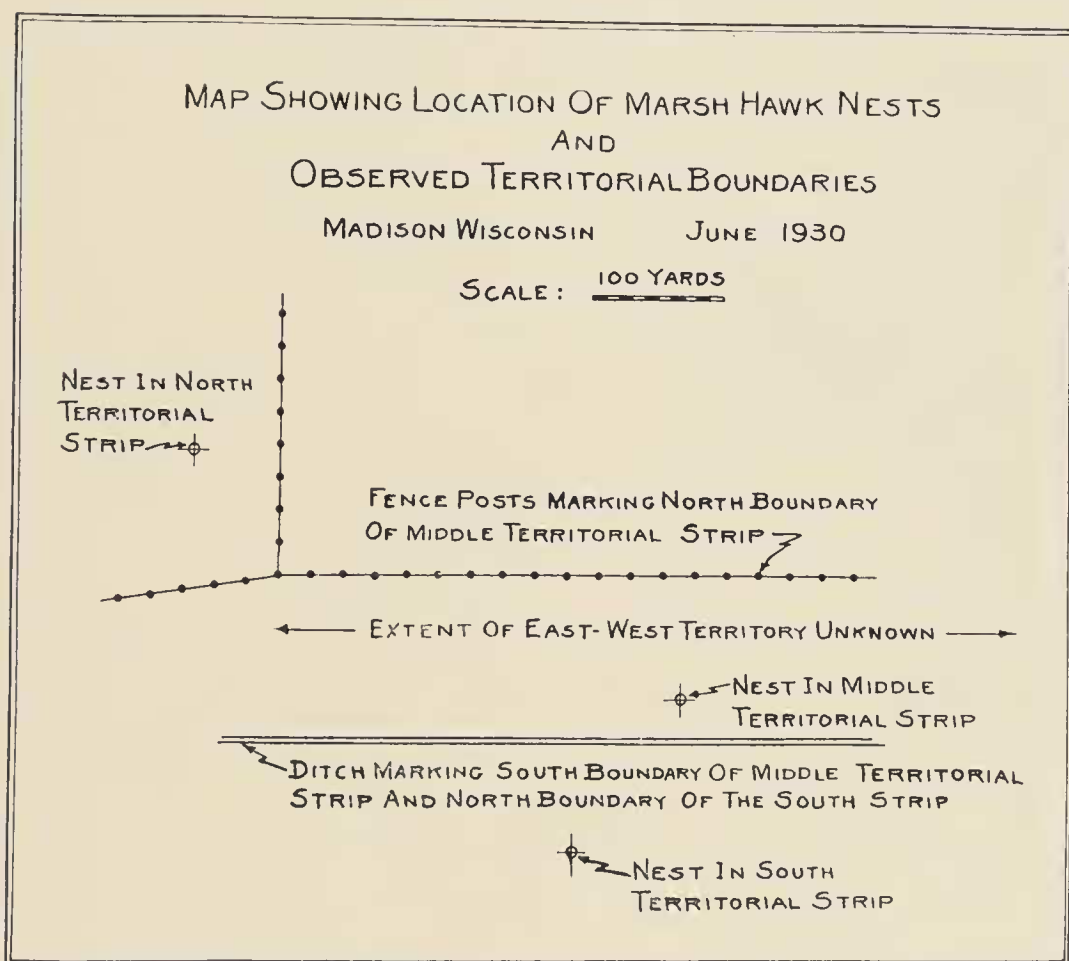 MAP SHOWING LOCATION OF MARSH HAWK NESTS
AND
OBSERVED TERRITORIAL BOUNDARIES
MADISON WISCONSIN JUNE 1930
SCALE: 100 YARDS
NEST IN NORTH
TERRITORIAL
STRIP
FENCE POSTS MARKING NORTH BOUNDARY
OF MIDDLE TERRITORIAL STRIP
EXTENT OF EAST-WEST TERRITORY UNKNOWN
NEST IN MIDDLE
TERRITORIAL STRIP
DITCH MARKING SOUTH BOUNDARY OF MIDDLE TERRITORIAL
STRIP AND NORTH BOUNDARY OF THE SOUTH STRIP
NEST IN SOUTH
TERRITORIAL STRIP